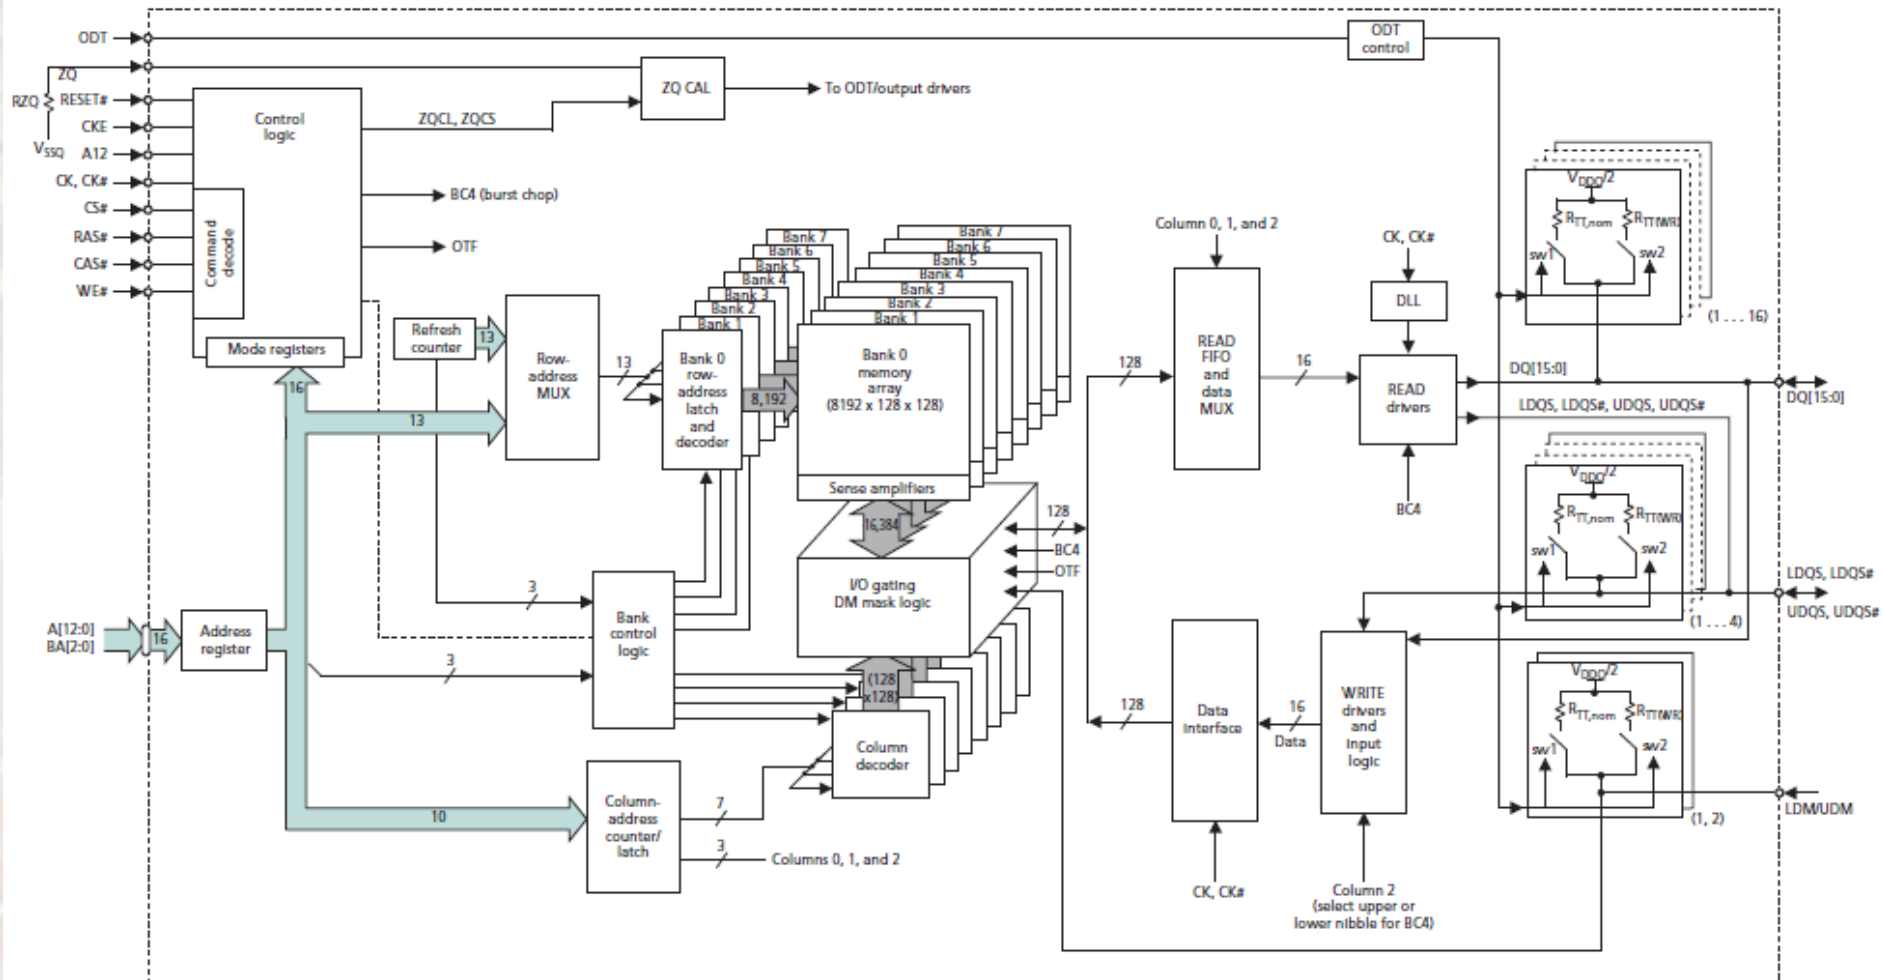 ODT
ODT
control
ZQ
RZQ
VSSQ
RESET#
CKE
A12
CK, CK#
CS#
RAS#
CAS#
WE#
Control
logic
Command
decode
Mode registers
ZQCL, ZQCS
ZQ CAL
To ODT/output drivers
BC4 (burst chop)
OTF
Refresh
counter
13
Row-
address
MUX
13
16
13
Bank 7
Bank 6
Bank 5
Bank 4
Bank 3
Bank 2
Bank 1
Bank 0
row-
address
latch
and
decoder
8,192
Bank 7
Bank 6
Bank 5
Bank 4
Bank 3
Bank 2
Bank 1
Bank 0
memory
array
(8192 x 128 x 128)
Sense amplifiers
16,384
I/O gating
DM mask logic
128
BC4
OTF
3
Bank
control
logic
3
A[12:0]
BA[2:0]
16
Address
register
(128
x128)
Column
decoder
10
Column-
address
counter/
latch
7
3
Columns 0, 1, and 2
Column 0, 1, and 2
128
READ
FIFO
and
data
MUX
16
CK, CK#
DLL
READ
drivers
BC4
DQ[15:0]
LDQS, LDQS#, UDQS, UDQS#
128
Data
interface
CK, CK#
16
Data
WRITE
drivers
and
input
logic
Column 2
(select upper or
lower nibble for BC4)
VDDQ/2
RTT,nom
RTT(WR)
sw1
sw2
(1 . . . 16)
DQ[15:0]
VDDQ/2
RTT,nom
RTT(WR)
sw1
sw2
(1 . . . 4)
LDQS, LDQS#
UDQS, UDQS#
VDDQ/2
RTT,nom
RTT(WR)
sw1
sw2
(1, 2)
LDM/UDM